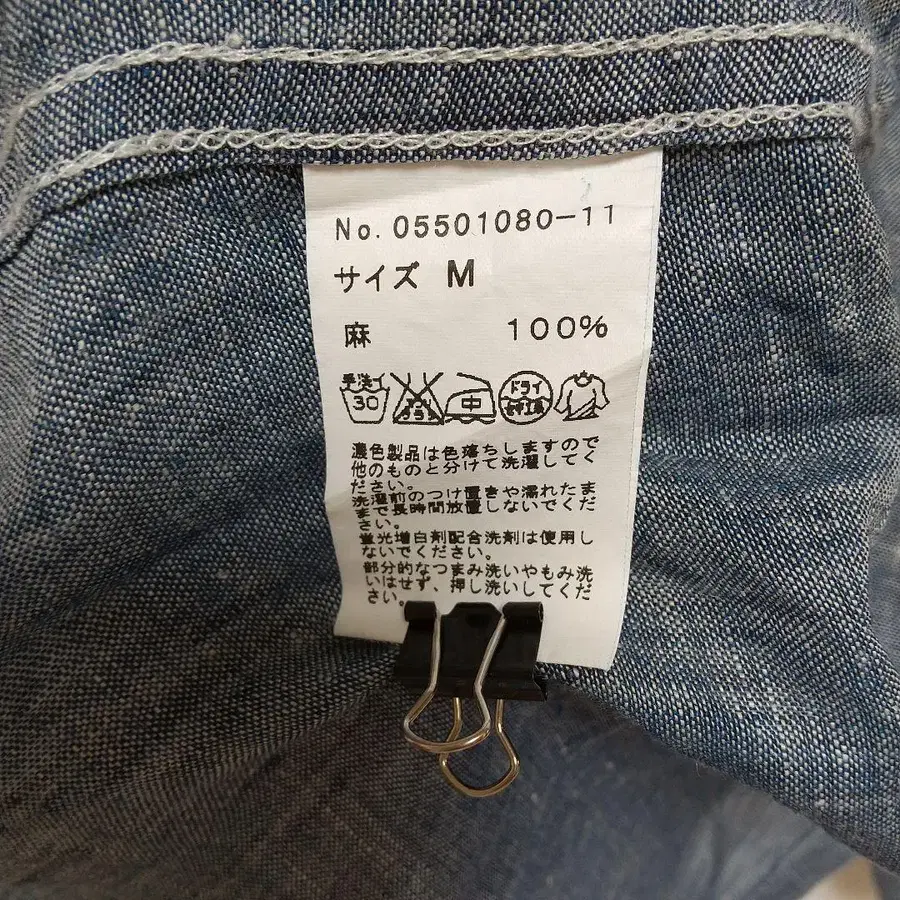 No. 05501080-11
サイズ M
麻 100%
手洗イ 30 中 ドライ
濃色製品は色落ちしますので
他のものと分けて洗濯してく
ださい。
洗濯前のつけ置きや濡れたま
まで長時間放置しないでくだ
さい。
蛍光増白剤配合洗剤は使用し
ないでください。
部分的なつまみ洗いやもみ洗
いはせず、押し洗いしてくだ
さい。